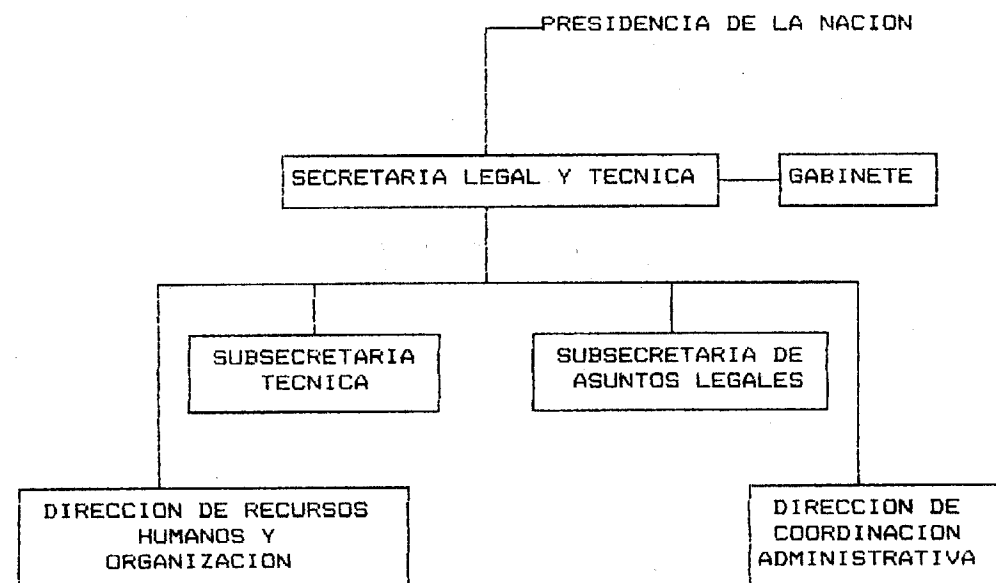 PRESIDENCIA DE LA NACION
SECRETARIA LEGAL Y TECNICA
GABINETE
SUBSECRETARIA
TECNICA
SUBSECRETARIA DE
ASUNTOS LEGALES
DIRECCION DE RECURSOS
HUMANOS Y
ORGANIZACIÓN
DIRECCION DE
COORDINACION
ADMINISTRATIVA